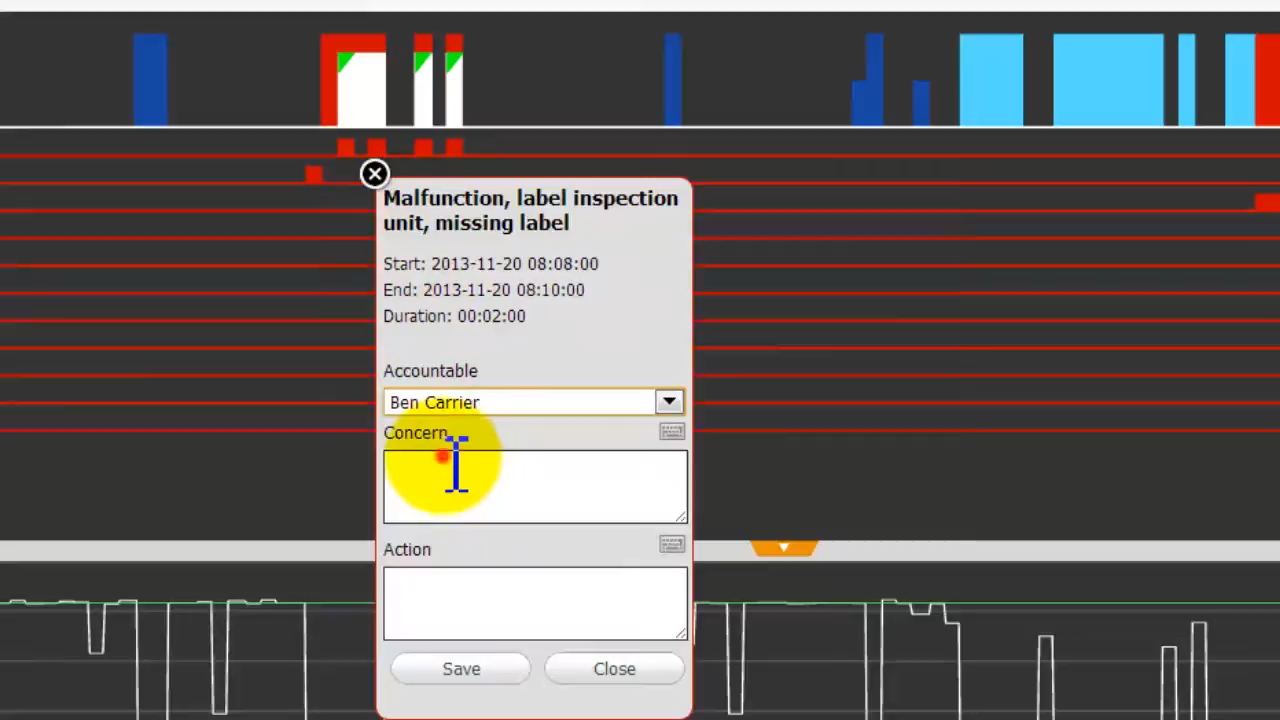 Malfunction, label inspection
unit, missing label
Start: 2013-11-20 08:08:00
End: 2013-11-20 08:10:00
Duration: 00:02:00
Accountable
Ben Carrier
Concern
Action
Save Close